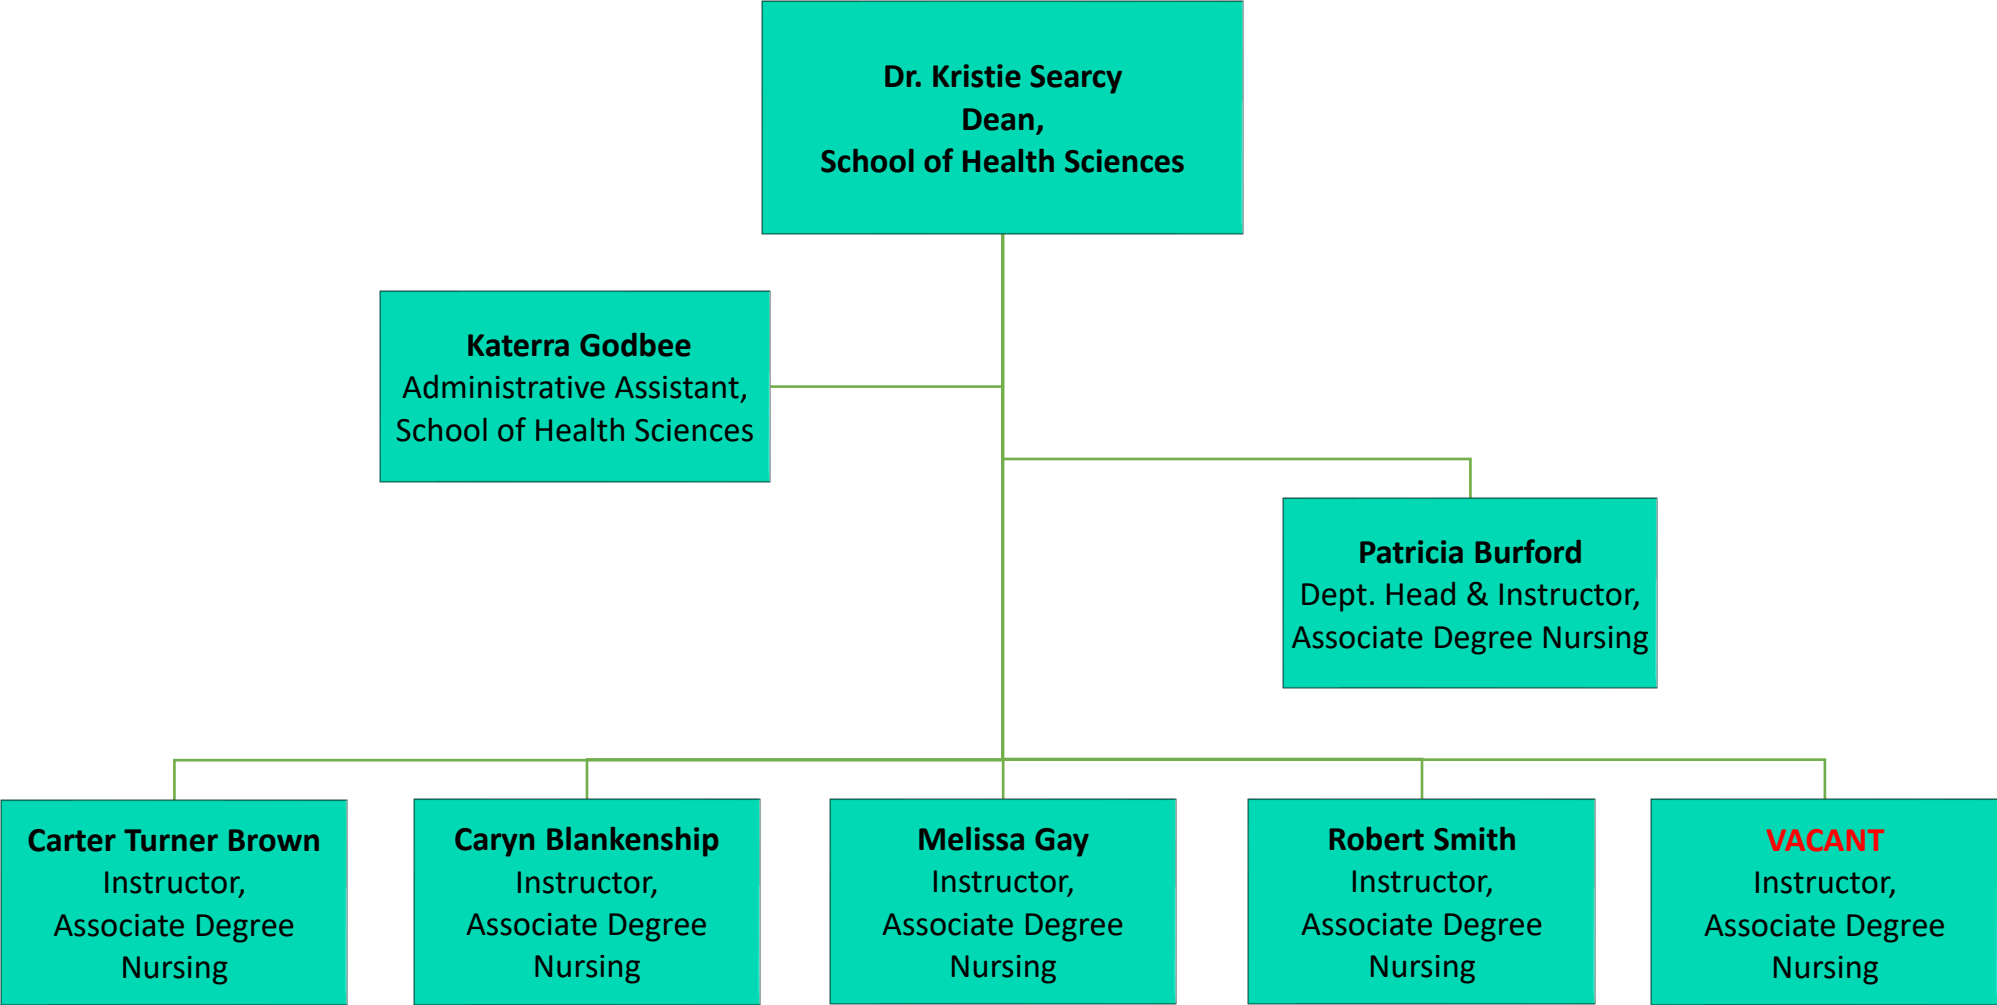 Dr. Kristie Searcy
Dean,
School of Health Sciences
Katerra Godbee
Administrative Assistant,
School of Health Sciences
Patricia Burford
Dept. Head & Instructor,
Associate Degree Nursing
Carter Turner Brown
Instructor,
Associate Degree
Nursing
Caryn Blankenship
Instructor,
Associate Degree
Nursing
Melissa Gay
Instructor,
Associate Degree
Nursing
Robert Smith
Instructor,
Associate Degree
Nursing
VACANT
Instructor,
Associate Degree
Nursing